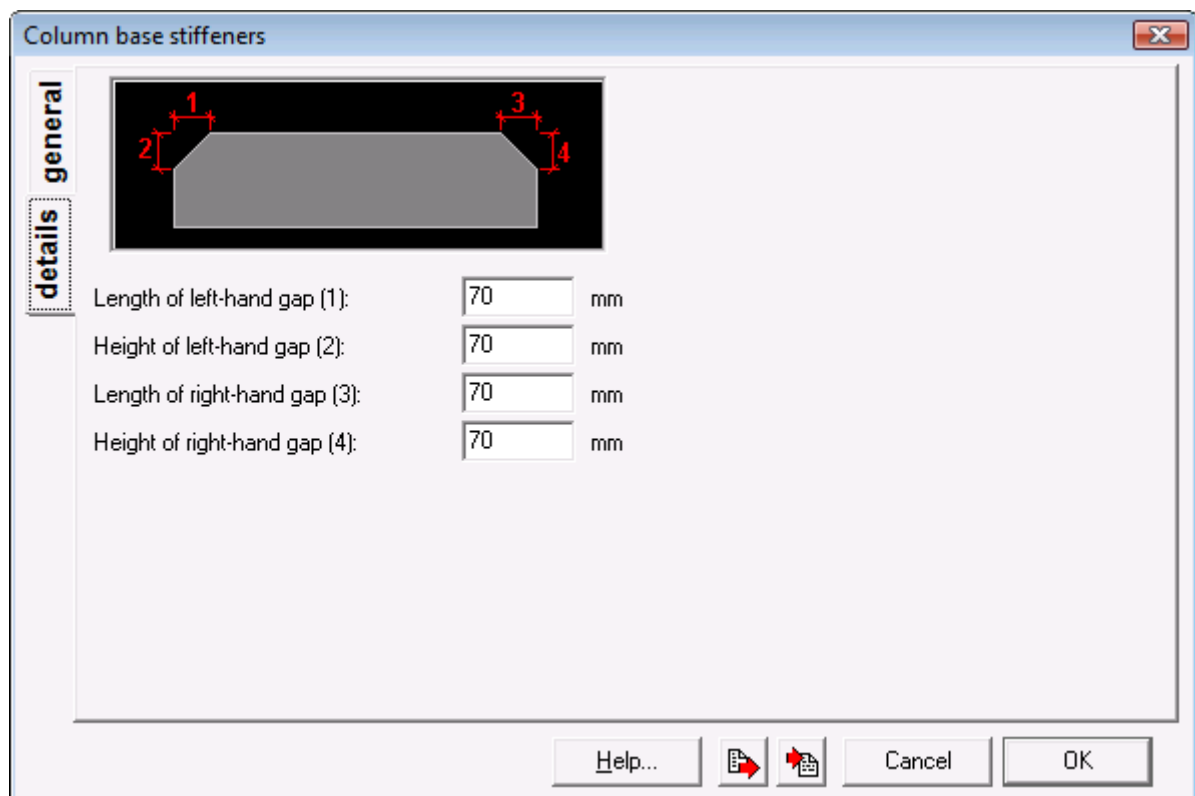 Column base stiffeners
general
details
1
3
2
4
Length of left-hand gap (1): 70 mm
Height of left-hand gap (2): 70 mm
Length of right-hand gap (3): 70 mm
Height of right-hand gap (4): 70 mm
Help... Cancel OK